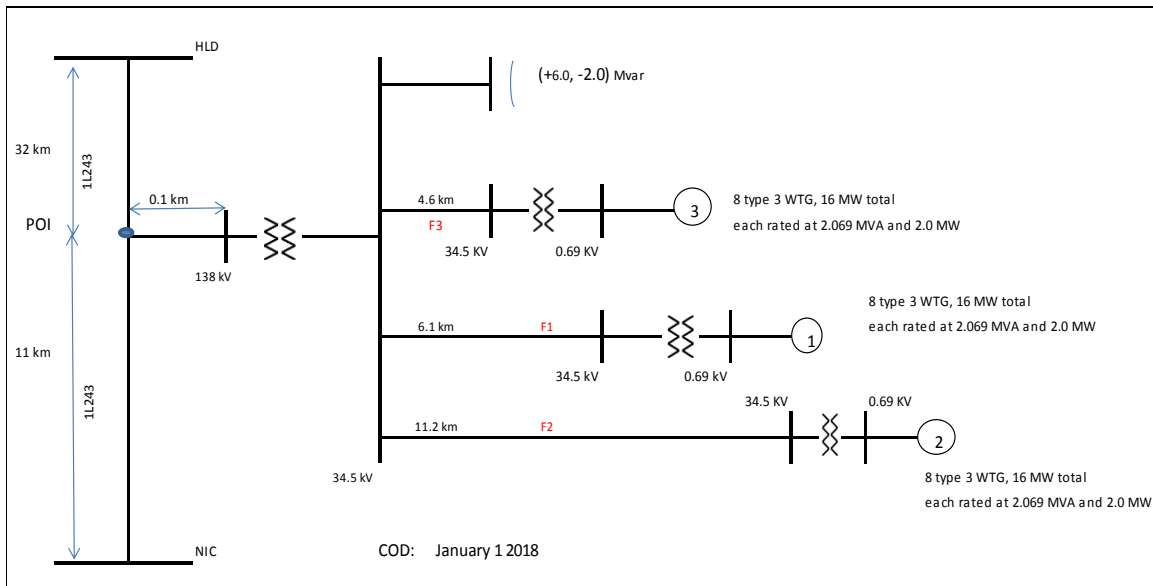 HLD
(+6.0, -2.0) Mvar
32 km
1L243
0.1 km
4.6 km
F3
3
8 type 3 WTG, 16 MW total
each rated at 2.069 MVA and 2.0 MW
POI
34.5 KV
0.69 KV
138 kV
8 type 3 WTG, 16 MW total
each rated at 2.069 MVA and 2.0 MW
6.1 km
F1
1
11 km
1L243
34.5 kV
0.69 kV
34.5 KV
0.69 KV
11.2 km
F2
2
34.5 kV
8 type 3 WTG, 16 MW total
each rated at 2.069 MVA and 2.0 MW
NIC
COD: January 1 2018